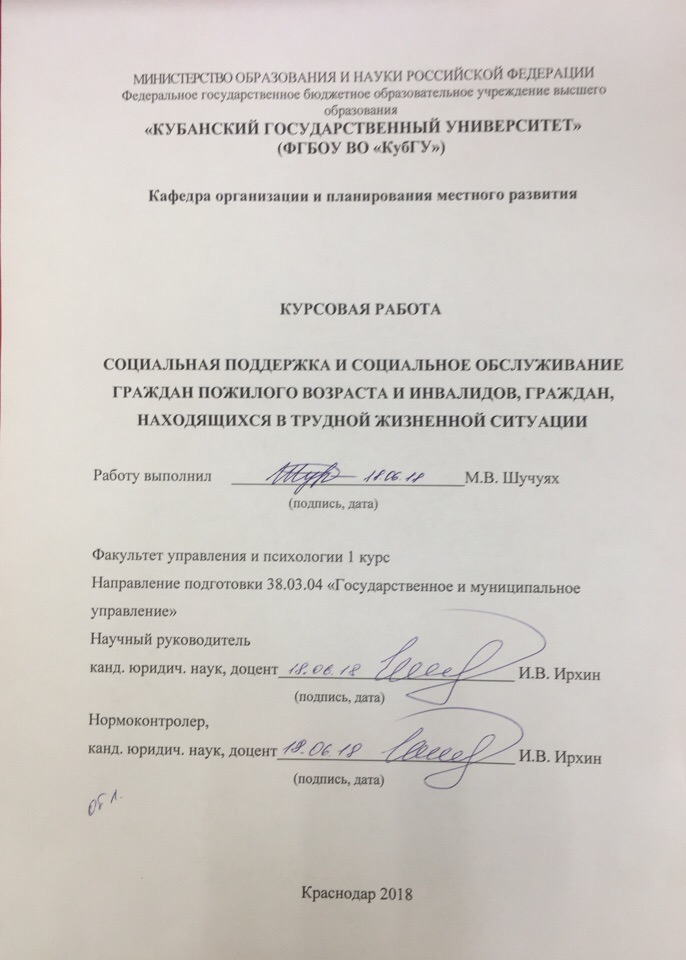 МИНИСТЕРСТВО ОБРАЗОВАНИЯ И НАУКИ РОССИЙСКОЙ ФЕДЕРАЦИИ
Федеральное государственное бюджетное образовательное учреждение высшего
образования
«КУБАНСКИЙ ГОСУДАРСТВЕННЫЙ УНИВЕРСИТЕТ»
(ФГБОУ ВО «КубГУ»)
Кафедра организации и планирования местного развития
КУРСОВАЯ РАБОТА
СОЦИАЛЬНАЯ ПОДДЕРЖКА И СОЦИАЛЬНОЕ ОБСЛУЖИВАНИЕ
ГРАЖДАН ПОЖИЛОГО ВОЗРАСТА И ИНВАЛИДОВ, ГРАЖДАН,
НАХОДЯЩИХСЯ В ТРУДНОЙ ЖИЗНЕННОЙ СИТУАЦИИ
Работу выполнил 18.06.18 М.В. Шучуях
(подпись, дата)
Факультет управления и психологии 1 курс
Направление подготовки 38.03.04 «Государственное и муниципальное
управление»
Научный руководитель
канд. юридич. наук, доцент 18.06.18 И.В. Ирхин
(подпись, дата)
Нормоконтролер,
канд. юридич. наук, доцент 18.06.18 И.В. Ирхин
(подпись, дата)
Краснодар 2018